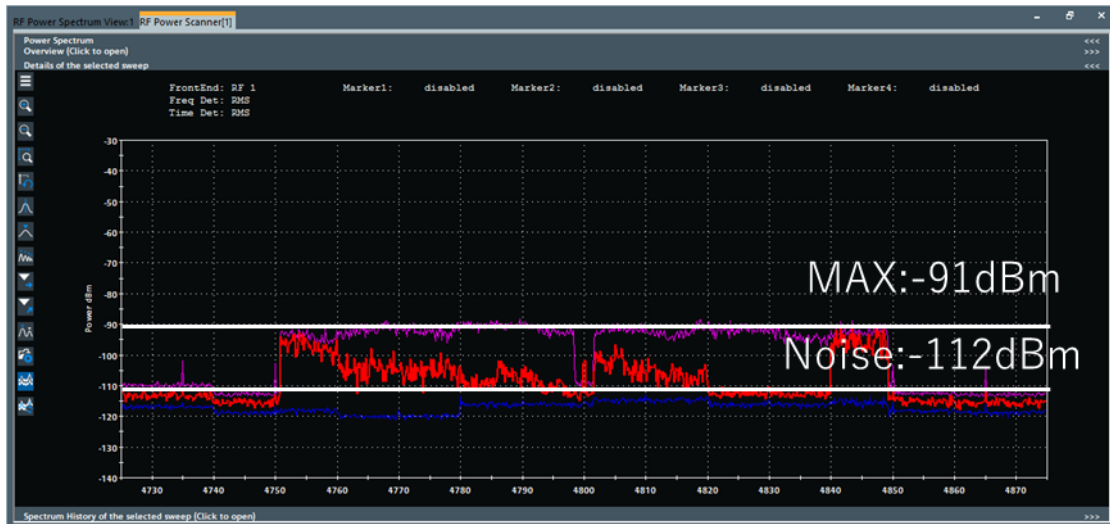 RF Power Spectrum View:1 RF Power Scanner[1]
Power Spectrum <<<
Overview (Click to open) >>>
Details of the selected sweep <<<
FrontEnd: RF 1 Marker1: disabled Marker2: disabled Marker3: disabled Marker4: disabled
Freq Det: RMS
Time Det: RMS
-30
-40
-50
-60
-70
MAX:-91dBm
-80
Power dBm
-90
Noise:-112dBm
-100
-110
-120
-130
-140
4730 4740 4750 4760 4770 4780 4790 4800 4810 4820 4830 4840 4850 4860 4870
Spectrum History of the selected sweep (Click to open) >>>